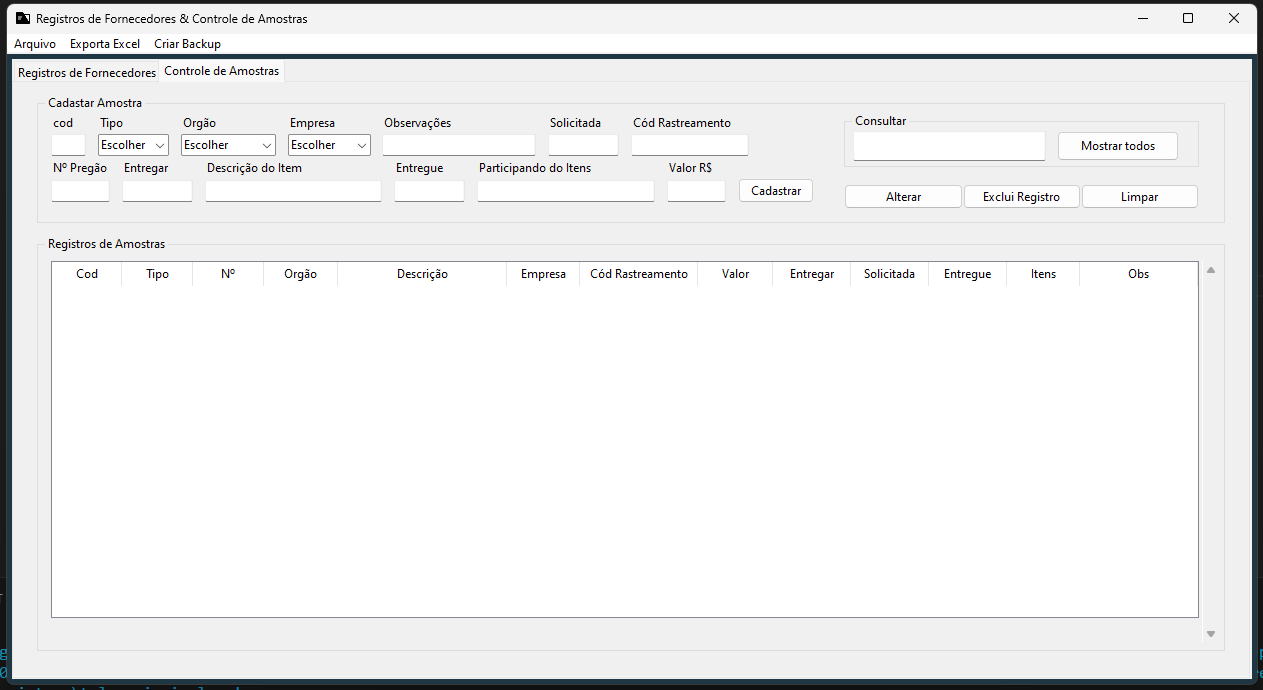 Registros de Fornecedores & Controle de Amostras
Arquivo Exporta Excel Criar Backup
Registros de Fornecedores Controle de Amostras
Cadastar Amostra
cod Tipo Orgão Empresa Observações Solicitada Cód Rastreamento
Escolher Escolher Escolher
Nº Pregão Entregar Descrição do Item Entregue Participando do Itens Valor R$
Cadastrar
Consultar
Mostrar todos
Alterar Exclui Registro Limpar
Registros de Amostras
Cod Tipo Nº Orgão Descrição Empresa Cód Rastreamento Valor Entregar Solicitada Entregue Itens Obs